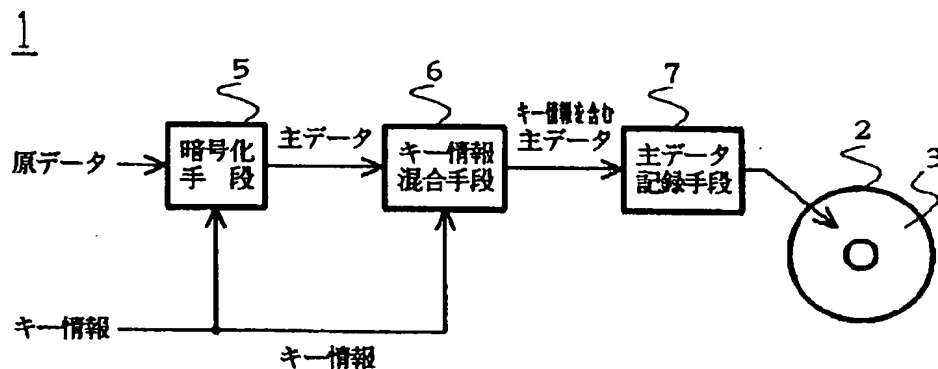 1
5
6
7
2
3
原データ
暗号化
手 段
主データ
キー情報
混合手段
キー情報を含む
主データ
主データ
記録手段
キー情報
キー情報